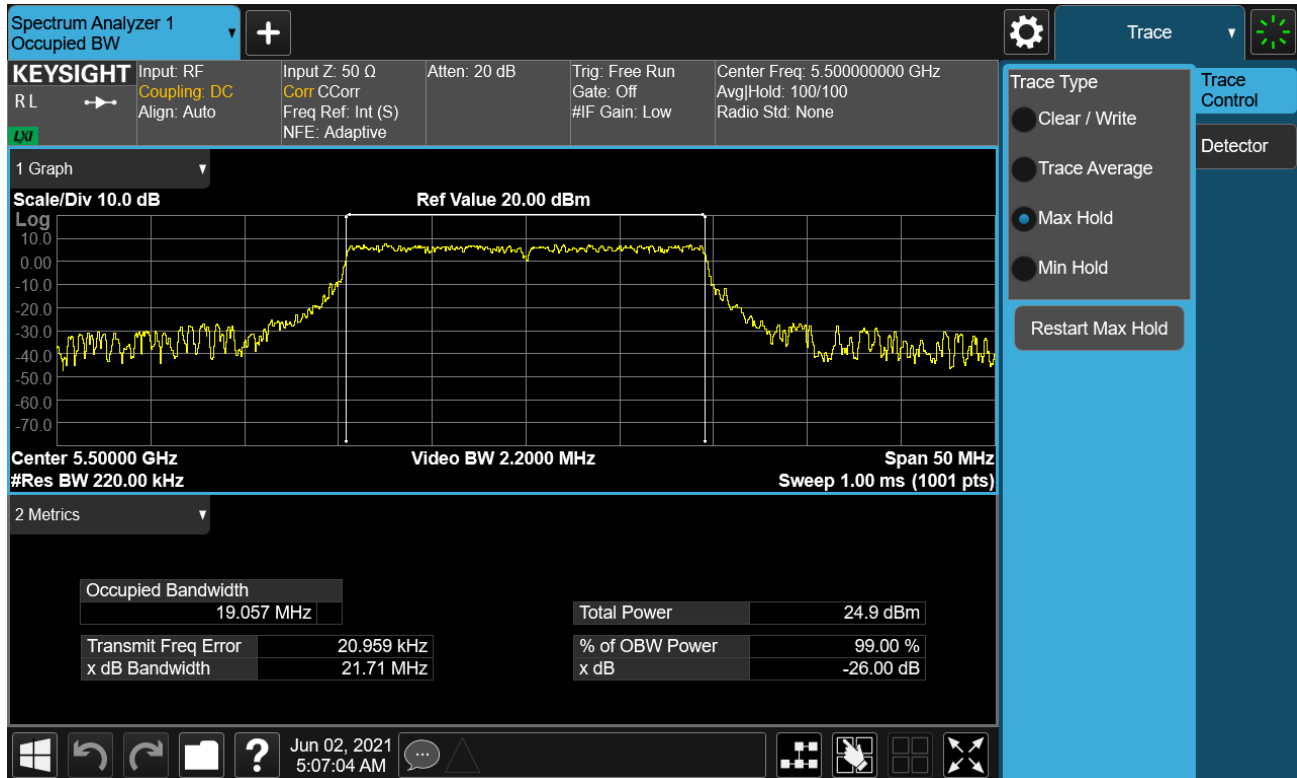 Spectrum Analyzer 1
Occupied BW
+
Trace
KEYSIGHT
R L
LXI
Input: RF
Coupling: DC
Align: Auto
Input Z: 50 Ω
Corr CCorr
Freq Ref: Int (S)
NFE: Adaptive
Atten: 20 dB
Trig: Free Run
Gate: Off
#IF Gain: Low
Center Freq: 5.500000000 GHz
Avg|Hold: 100/100
Radio Std: None
1 Graph
Scale/Div 10.0 dB
Ref Value 20.00 dBm
Log
10.0
0.00
-10.0
-20.0
-30.0
-40.0
-50.0
-60.0
-70.0
Center 5.50000 GHz
Video BW 2.2000 MHz
Span 50 MHz
#Res BW 220.00 kHz
Sweep 1.00 ms (1001 pts)
2 Metrics
Occupied Bandwidth
19.057 MHz
Transmit Freq Error 20.959 kHz
x dB Bandwidth 21.71 MHz
Total Power 24.9 dBm
% of OBW Power 99.00 %
x dB -26.00 dB
Trace Type
Clear / Write
Trace Average
Max Hold
Min Hold
Restart Max Hold
Trace
Control
Detector
?
Jun 02, 2021
5:07:04 AM